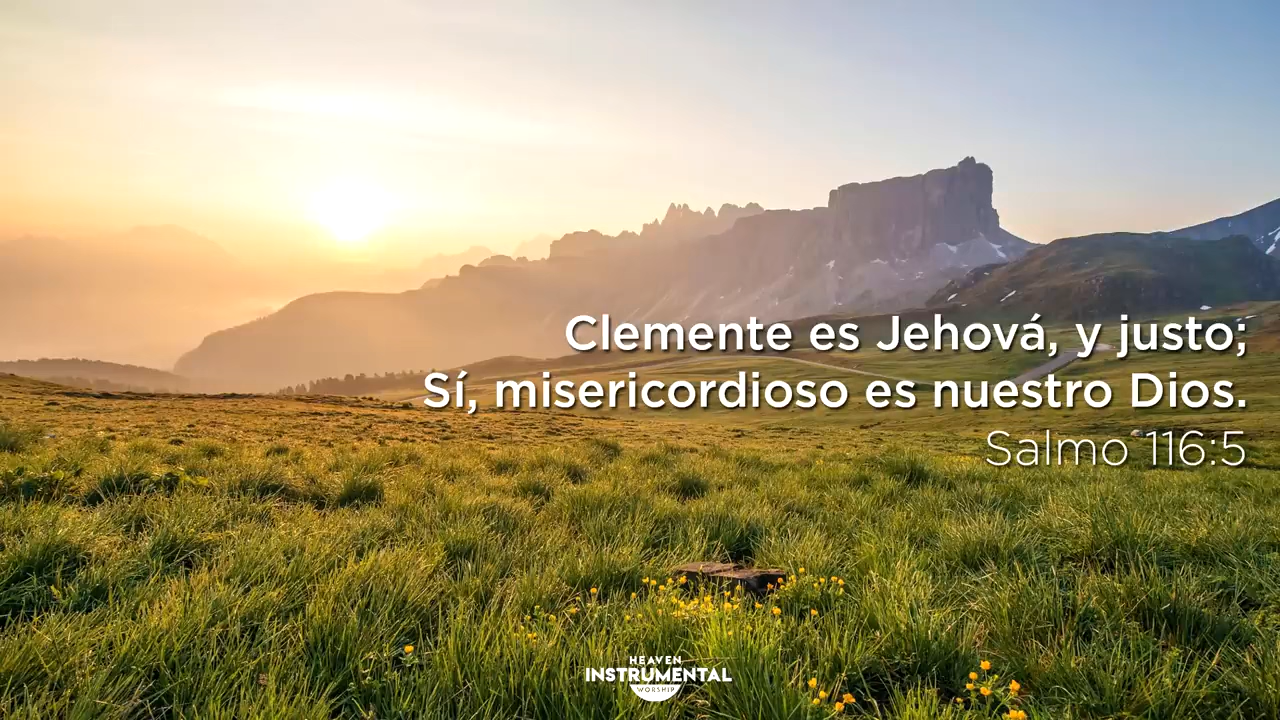 Clemente es Jehová, y justo;
Sí, misericordioso es nuestro Dios.
Salmo 116:5
HEAVEN
INSTRUMENTAL
WORSHIP